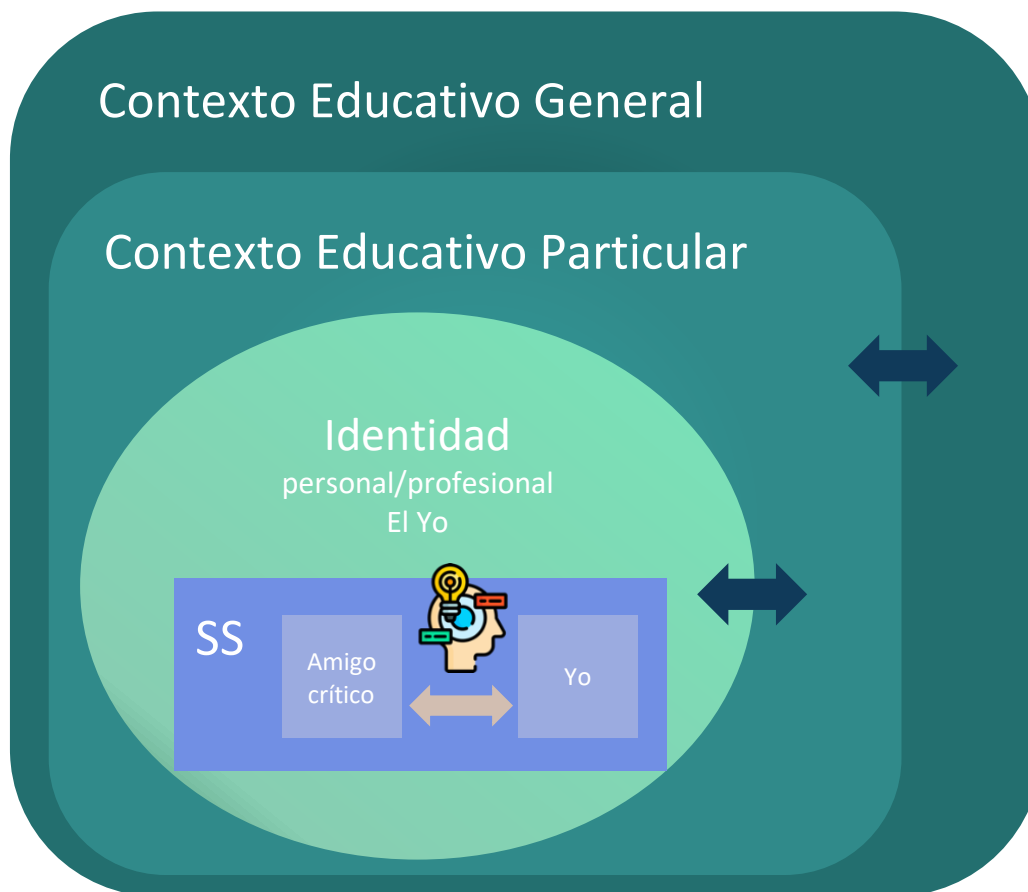 Contexto Educativo General
Contexto Educativo Particular
Identidad
personal/profesional
El Yo
SS
Amigo
crítico
Yo